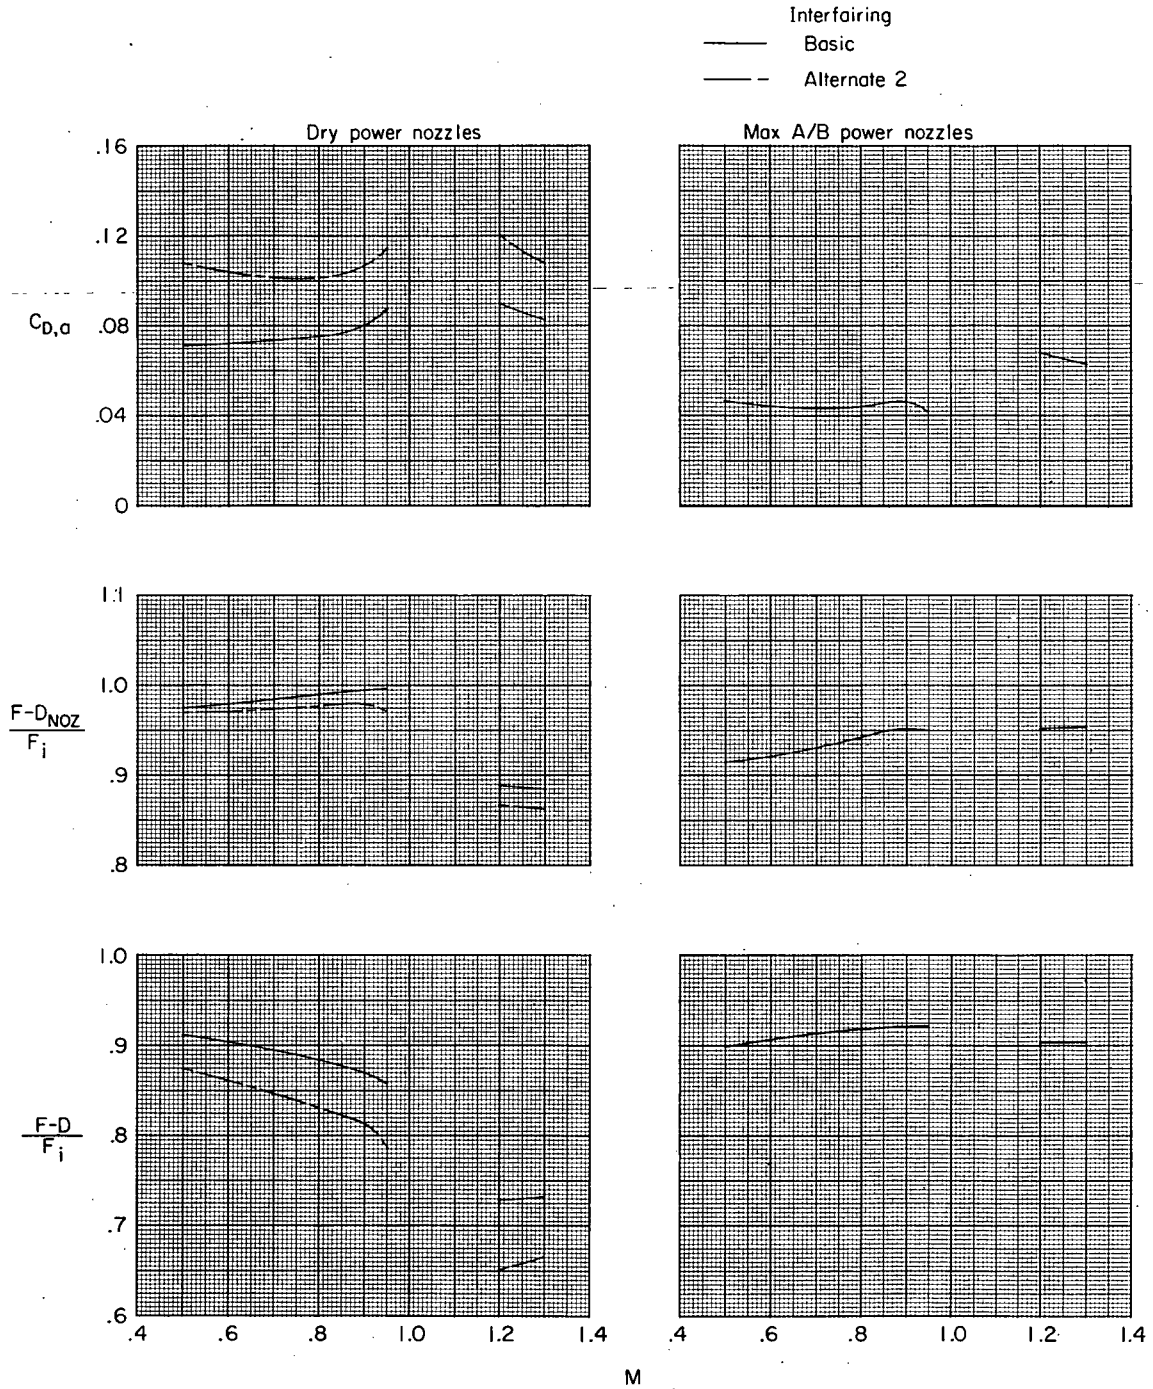 Interfairing
Basic
Alternate 2
Dry power nozzles
Max A/B power nozzles
.16
.12
C_D,a
.08
.04
0
1.1
1.0
F-D_NOZ
F_i
.9
.8
1.0
.9
F-D
F_i
.8
.7
.6
.4 .6 .8 1.0 1.2 1.4
.4 .6 .8 1.0 1.2 1.4
M